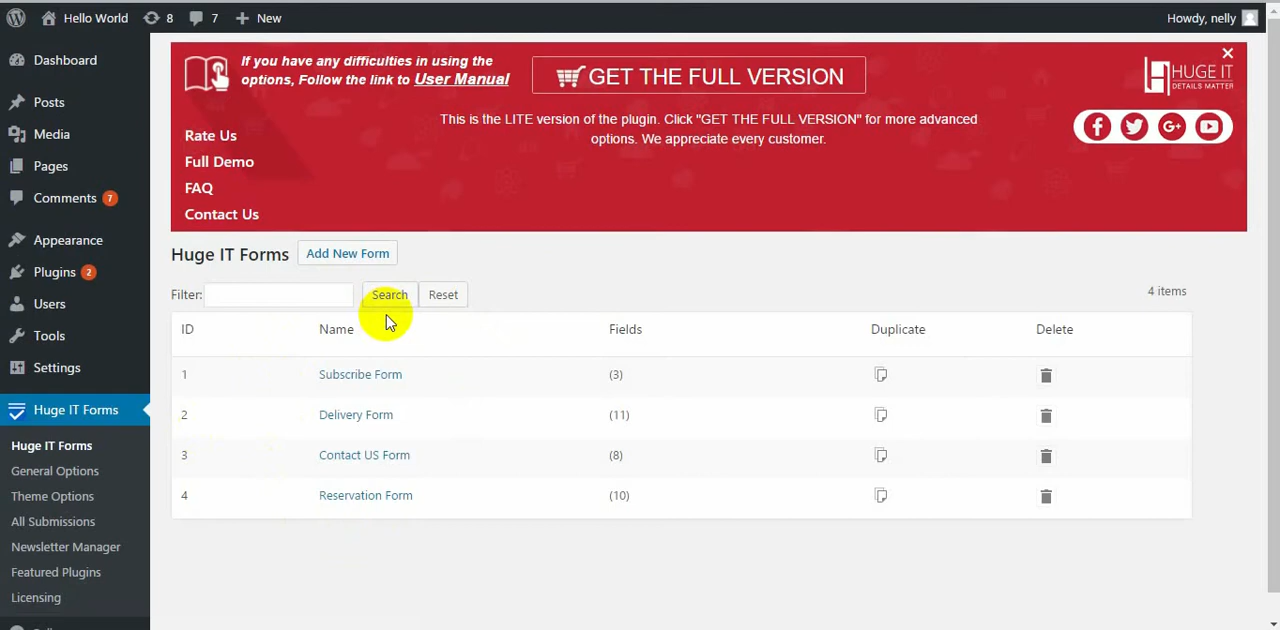 Hello World 8 7 New Howdy, nelly
Dashboard
Posts
Media
Pages
Comments 7
Appearance
Plugins 2
Users
Tools
Settings
Huge IT Forms
Huge IT Forms
General Options
Theme Options
All Submissions
Newsletter Manager
Featured Plugins
Licensing
If you have any difficulties in using the
options, Follow the link to User Manual
Rate Us
Full Demo
FAQ
Contact Us
GET THE FULL VERSION
This is the LITE version of the plugin. Click "GET THE FULL VERSION" for more advanced
options. We appreciate every customer.
HUGE IT
DETAILS MATTER
Huge IT Forms Add New Form
Filter: Search Reset 4 items
ID Name Fields Duplicate Delete
1 Subscribe Form (3)
2 Delivery Form (11)
3 Contact US Form (8)
4 Reservation Form (10)